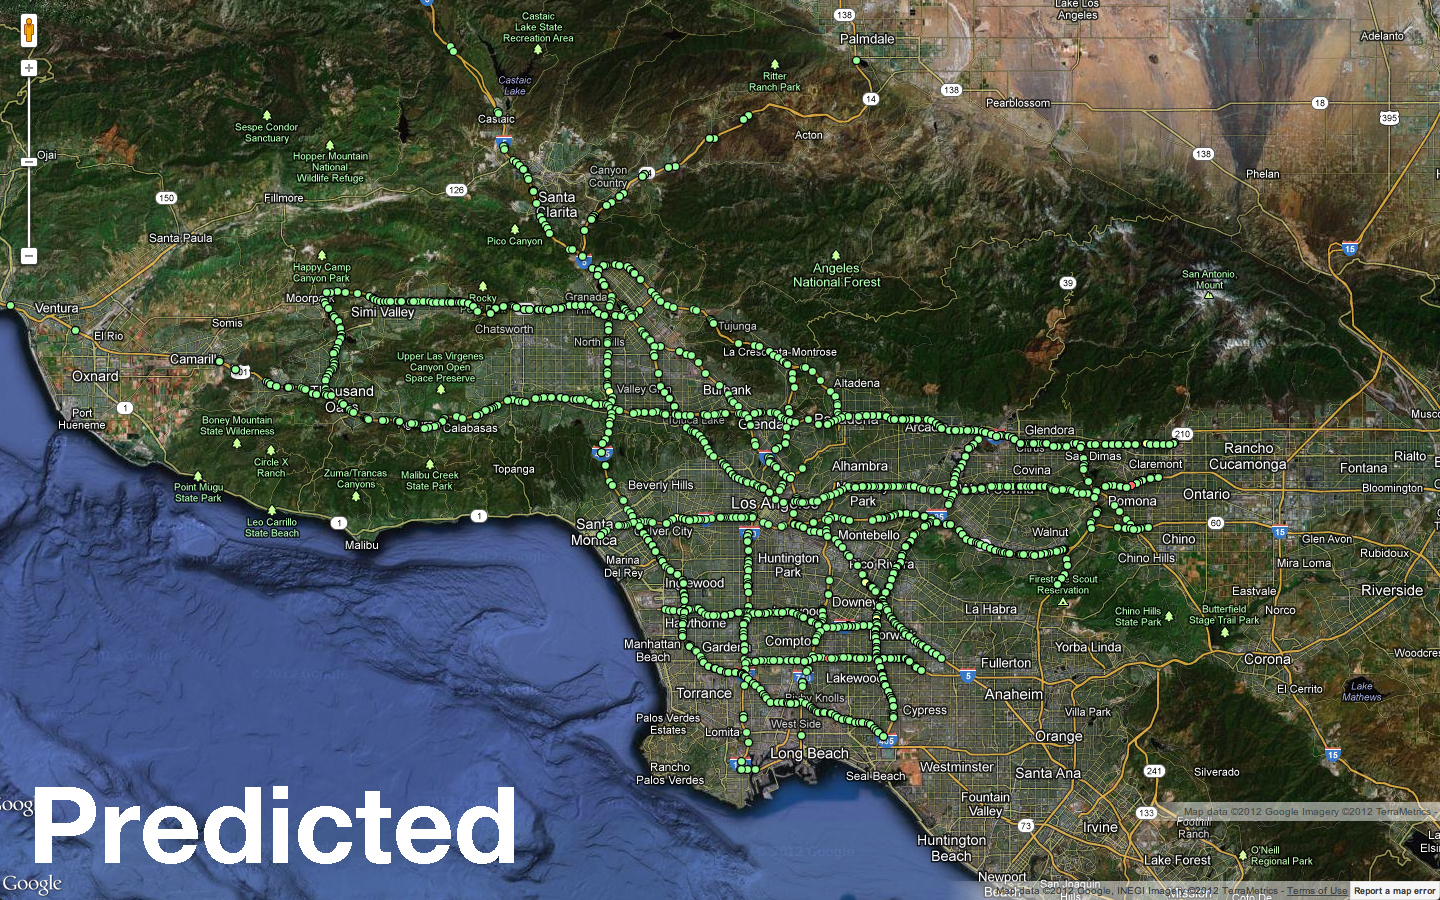 Castaic
Lake State
Recreation Area
Lake Los
Angeles
138
Palmdale
Adelanto
Castaic
Lake
Ritter
Ranch Park
138
14
Pearblossom
18
395
Castaic
Sespe Condor
Sanctuary
Acton
Ojai
Hopper Mountain
National
Wildlife Refuge
138
Phelan
Canyon
Country
126
150
Fillmore
Santa
Clarita
Santa Paula
Pico Canyon
15
5
Happy Camp
Canyon Park
Angeles
National Forest
39
San Antonio,
Mount
Moorpark
Rocky
Granada
Ventura
Simi Valley
Somis
Chatsworth
Tujunga
El Rio
North Hills
Camarillo
Upper Las Virgenes
Canyon Open
Space Preserve
La Crescenta-Montrose
Oxnard
101
Thousand
Oaks
Valley
Burbank
Altadena
1
Port
Hueneme
Boney Mountain
State Wilderness
Calabasas
Toluca Lake
Glendale
Arcadia
Glendora
210
Citrus
San Dimas
Rancho
Cucamonga
Rialto
Circle X
Ranch
Topanga
Alhambra
Covina
Claremont
Fontana
Zuma/Trancas
Canyons
Malibu Creek
State Park
Beverly Hills
Park
West Covina
Pomona
Ontario
Bloomington
Point Mugu
State Park
Los Angeles
Leo Carrillo
State Beach
1
1
Santa
Monica
Culver City
Montebello
Walnut
Chino
60
15
Glen Avon
Malibu
Marina
Del Rey
Huntington
Park
Pico Rivera
Chino Hills
Rubidoux
Mira Loma
Inglewood
Firestone Scout
Reservation
Eastvale
Riverside
Downey
La Habra
Chino Hills
State Park
Butterfield
Stage Trail Park
Norco
Hawthorne
Manhattan
Beach
Gardena
Compton
Norwalk
Yorba Linda
Corona
Woodcres
Fullerton
Lakewood
5
Torrance
Anaheim
El Cerrito
Lake
Mathews
Bixby Knolls
Palos Verdes
Estates
Lomita
West Side
Cypress
Villa Park
Orange
405
Long Beach
Rancho
Palos Verdes
Seal Beach
Westminster
Santa Ana
241
Silverado
15
Fountain
Valley
133
Map data ©2012 Google Imagery ©2012 TerraMetrics -
Predicted
73
Irvine
Foothill
Ranch
Huntington
Beach
Lake Forest
O'Neill
Regional Park
Google
Newport
San Joaquin
Hills
Map data ©2012 Google, INEGI Imagery ©2012 TerraMetrics - Terms of Use
Report a map error